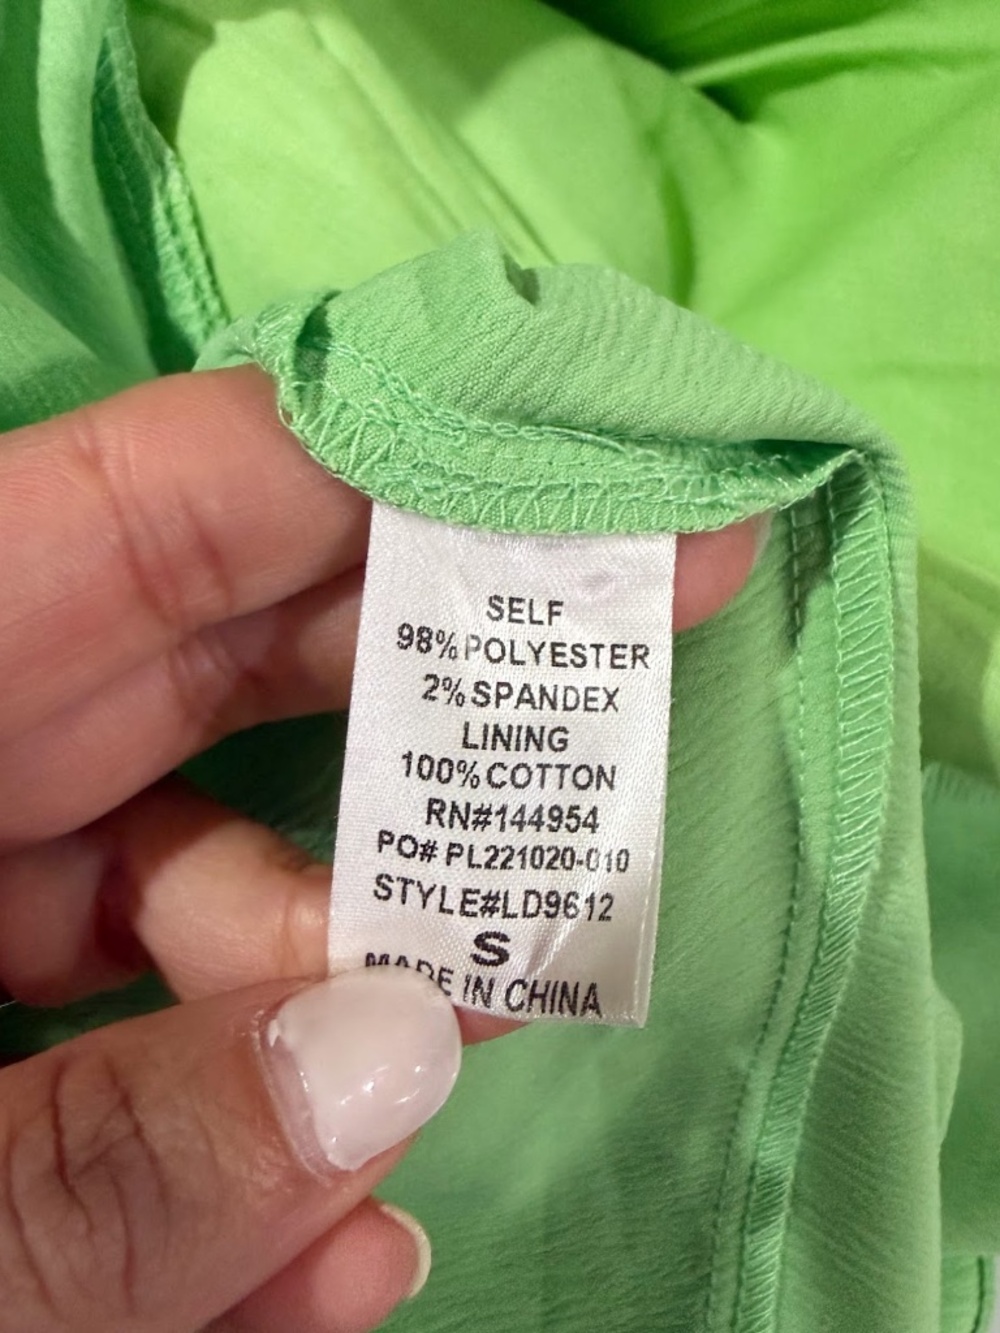 SELF
98% POLYESTER
2% SPANDEX
LINING
100% COTTON
RN#144954
PO# PL221020-010
STYLE#LD9612
S
MADE IN CHINA